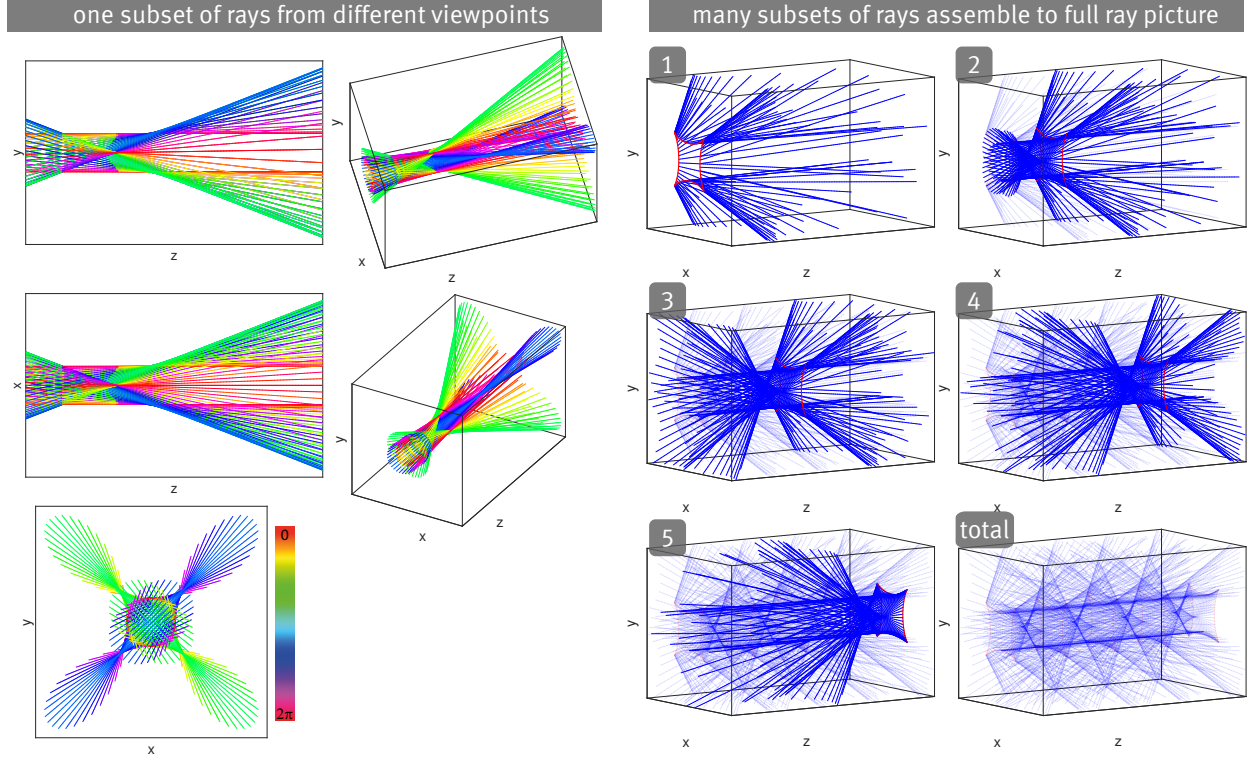 one subset of rays from different viewpoints
many subsets of rays assemble to full ray picture
y
z
y
x
z
x
z
y
x
z
y
x
0
2π
1
y
x
z
2
y
x
z
3
y
x
z
4
y
x
z
5
y
x
z
total
y
x
z